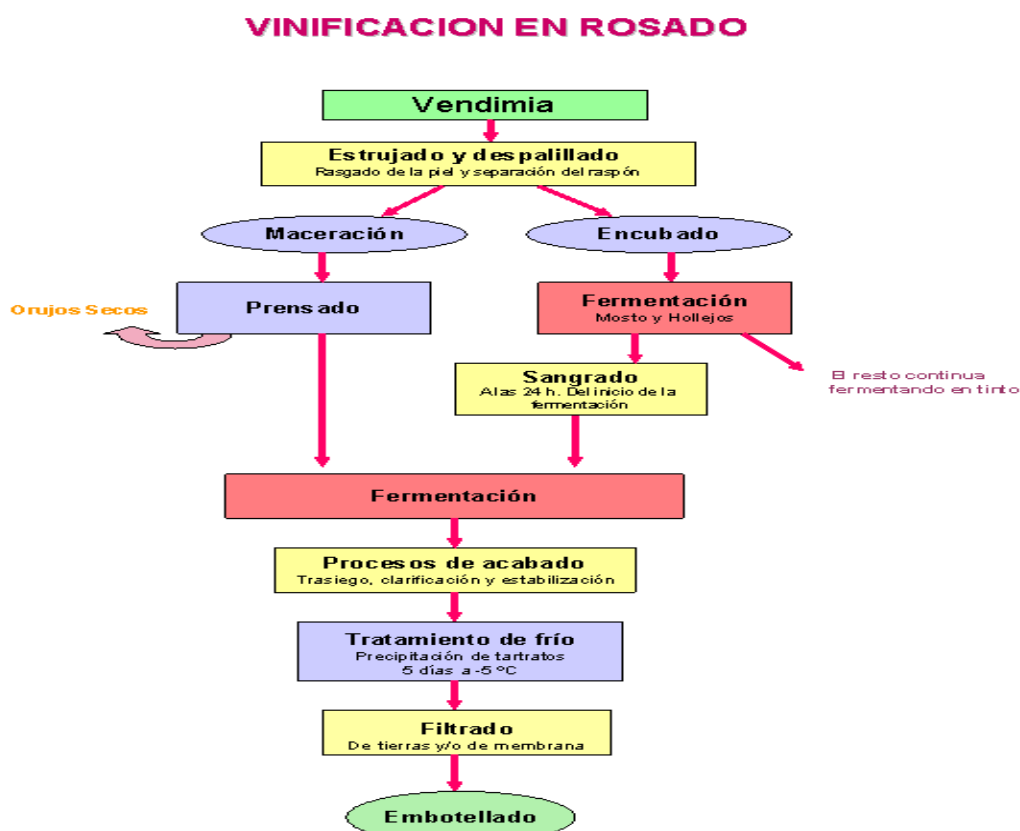 VINIFICACION EN ROSADO
Vendimia
Estrujado y despalillado
Rasgado de la piel y separación del raspón
Maceración
Encubado
Orujos Secos
Prensado
Fermentación
Mosto y Hollejos
Sangrado
A las 24 h. Del inicio de la
fermentación
El resto continua
fermentando en tinto
Fermentación
Procesos de acabado
Trasiego, clarificación y estabilización
Tratamiento de frío
Precipitación de tartratos
5 días a -5 ºC
Filtrado
De tierras y/o de membrana
Embotellado